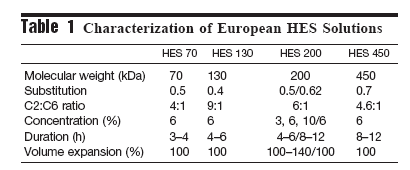 Table 1 Characterization of European HES Solutions
HES 70 HES 130 HES 200 HES 450
Molecular weight (kDa) 70 130 200 450
Substitution 0.5 0.4 0.5/0.62 0.7
C2:C6 ratio 4:1 9:1 6:1 4.6:1
Concentration (%) 6 6 3, 6, 10/6 6
Duration (h) 3–4 4–6 4–6/8–12 8–12
Volume expansion (%) 100 100 100–140/100 100